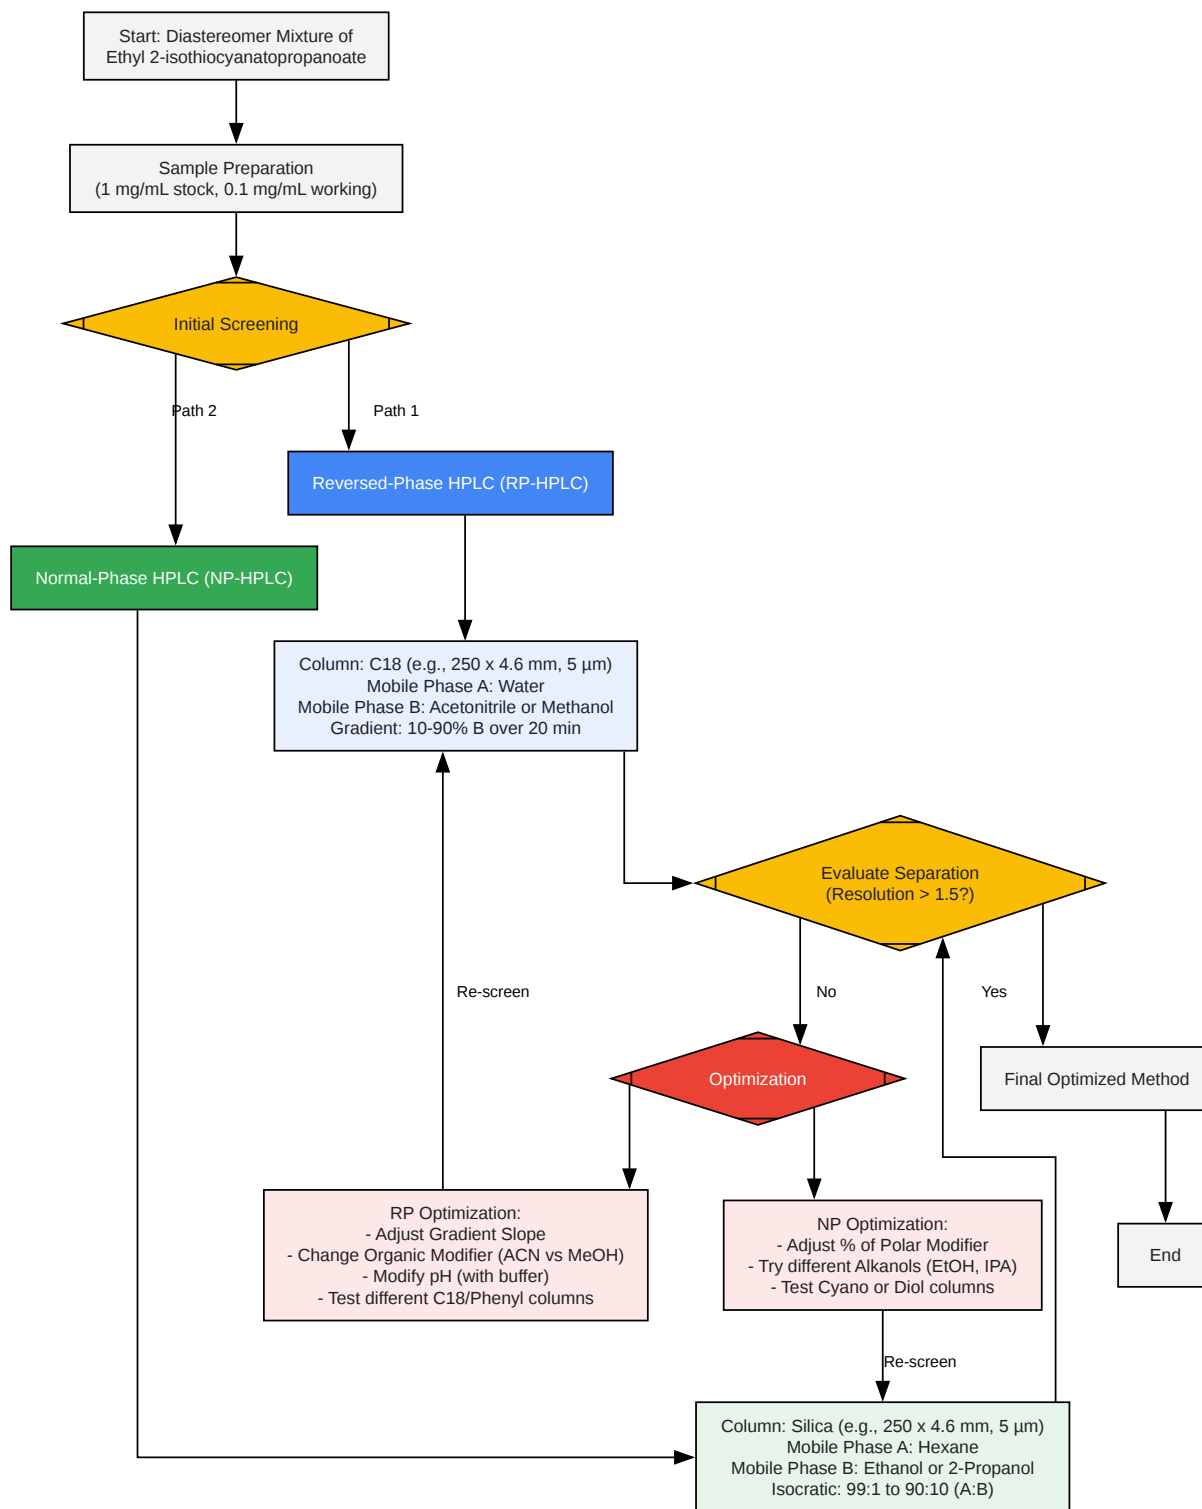 Start: Diastereomer Mixture of
Ethyl 2-isothiocyanatopropanoate
Sample Preparation
(1 mg/mL stock, 0.1 mg/mL working)
Initial Screening
Path 2
Path 1
Reversed-Phase HPLC (RP-HPLC)
Normal-Phase HPLC (NP-HPLC)
Column: C18 (e.g., 250 x 4.6 mm, 5 µm)
Mobile Phase A: Water
Mobile Phase B: Acetonitrile or Methanol
Gradient: 10-90% B over 20 min
Evaluate Separation
(Resolution > 1.5?)
Re-screen
No
Yes
Optimization
Final Optimized Method
RP Optimization:
- Adjust Gradient Slope
- Change Organic Modifier (ACN vs MeOH)
- Modify pH (with buffer)
- Test different C18/Phenyl columns
NP Optimization:
- Adjust % of Polar Modifier
- Try different Alkanols (EtOH, IPA)
- Test Cyano or Diol columns
End
Re-screen
Column: Silica (e.g., 250 x 4.6 mm, 5 µm)
Mobile Phase A: Hexane
Mobile Phase B: Ethanol or 2-Propanol
Isocratic: 99:1 to 90:10 (A:B)